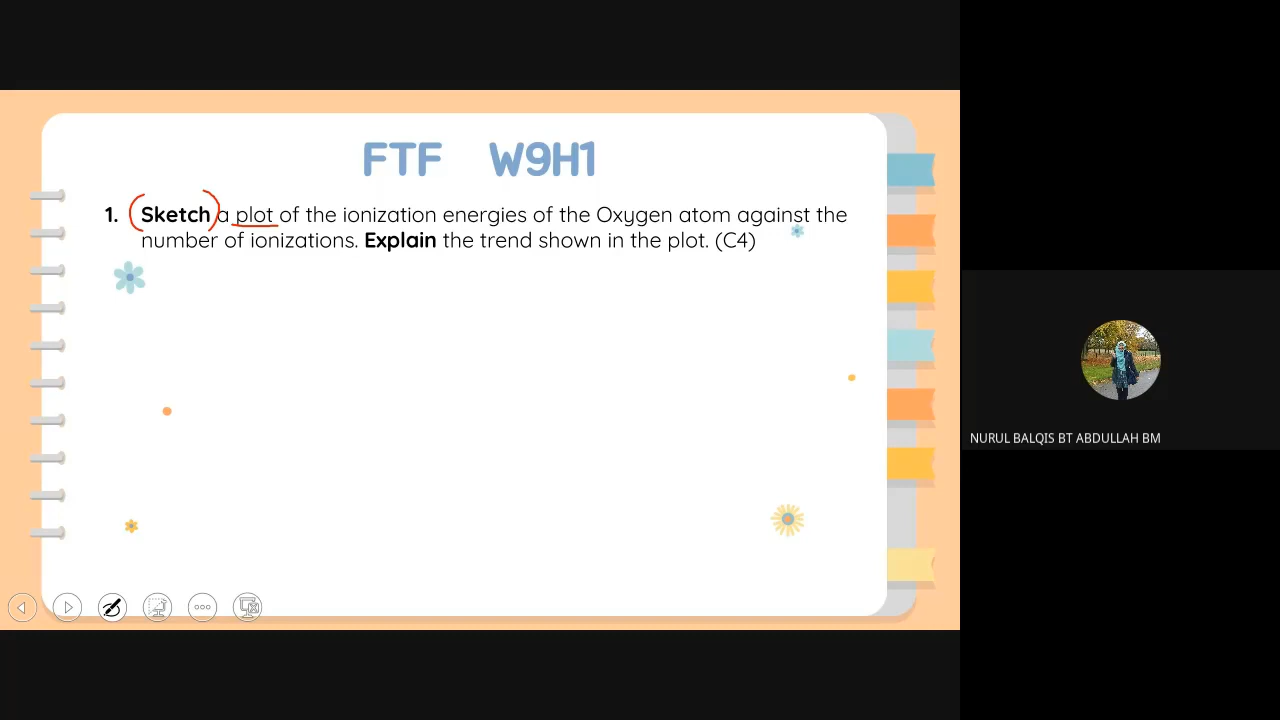 FTF W9H1
1. Sketch a plot of the ionization energies of the Oxygen atom against the
number of ionizations. Explain the trend shown in the plot. (C4)
NURUL BALQIS BT ABDULLAH BM